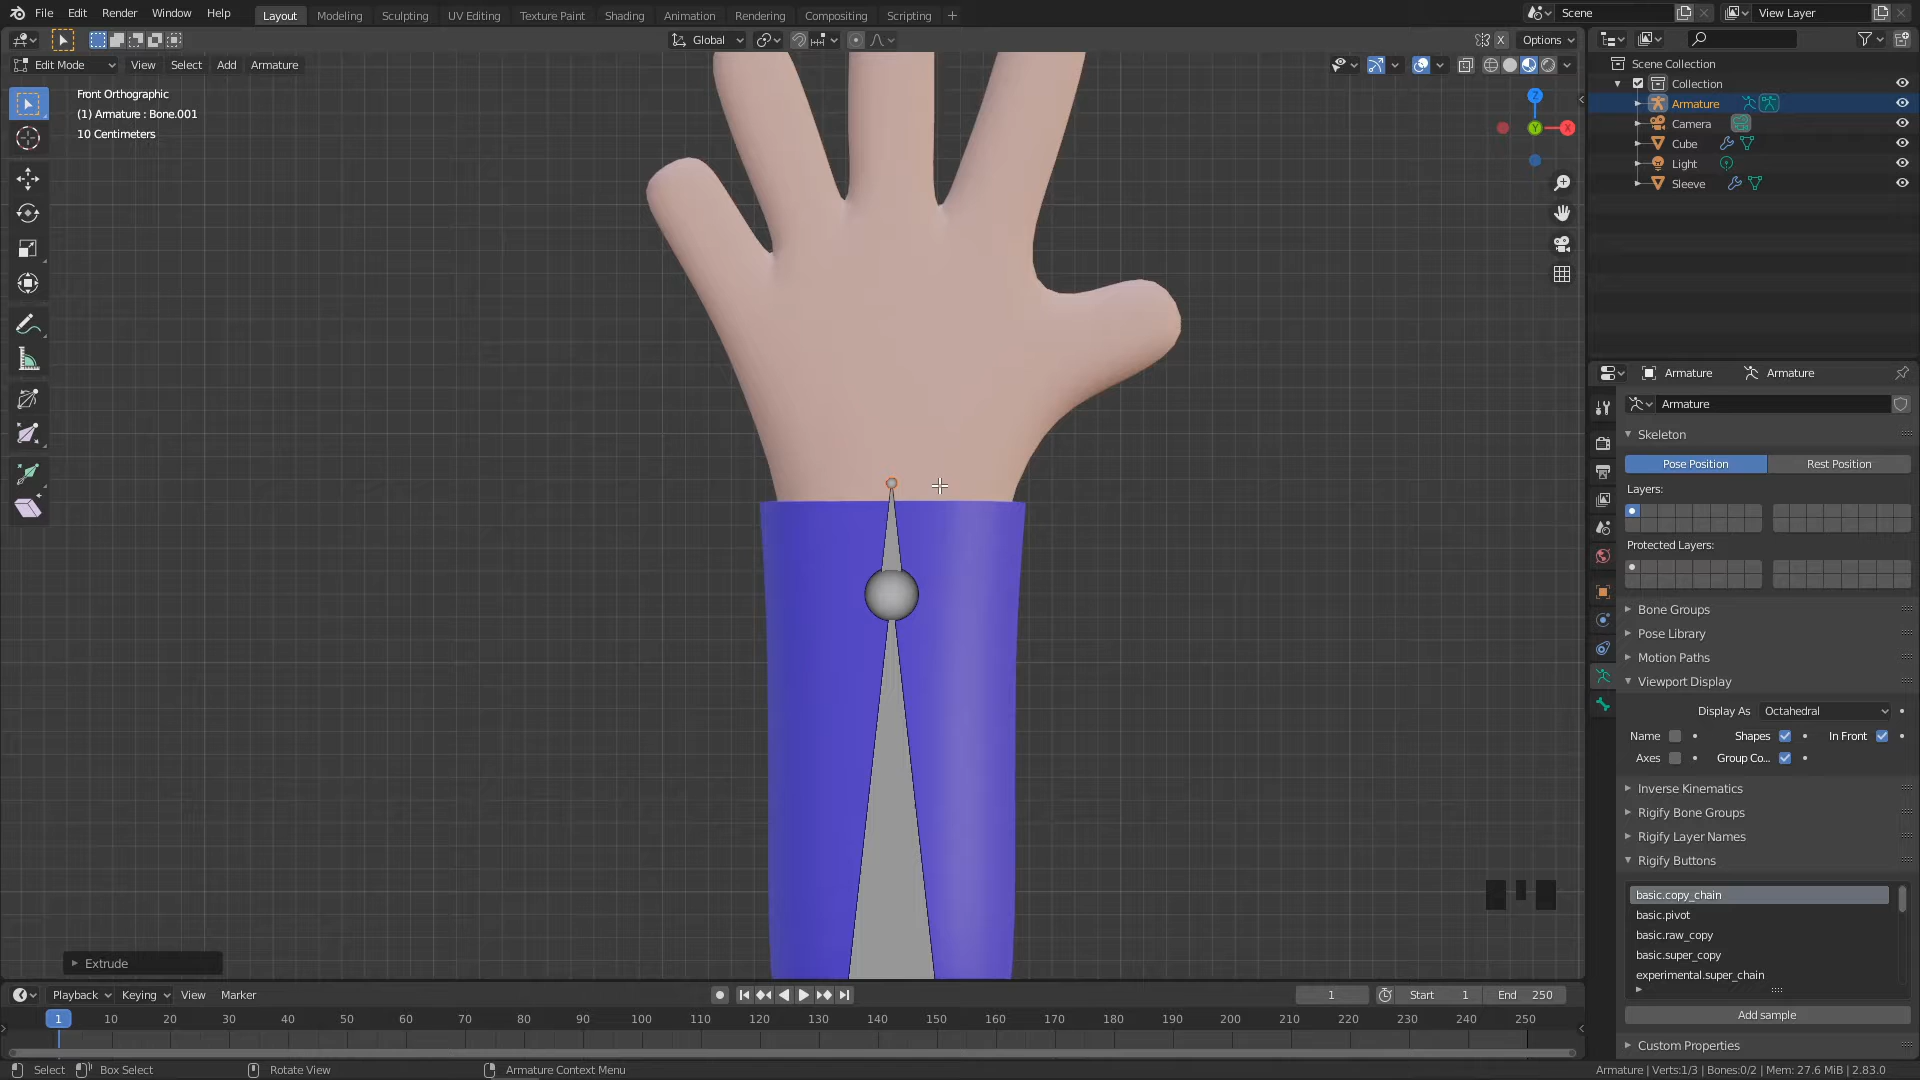 File Edit Render Window Help Layout Modeling Sculpting UV Editing Texture Paint Shading Animation Rendering Compositing Scripting + Scene View Layer
Global X Options
Edit Mode View Select Add Armature
Front Orthographic
(1) Armature : Bone.001
10 Centimeters
Z
Y
X
Scene Collection
Collection
Armature
Camera
Cube
Light
Sleeve
Armature Armature
Armature
Skeleton
Pose Position Rest Position
Layers:
Protected Layers:
Bone Groups
Pose Library
Motion Paths
Viewport Display
Display As Octahedral
Name Shapes In Front
Axes Group Co...
Inverse Kinematics
Rigify Bone Groups
Rigify Layer Names
Rigify Buttons
basic.copy_chain
basic.pivot
basic.raw_copy
basic.super_copy
experimental.super_chain
Add sample
Custom Properties
Extrude
Playback Keying View Marker 1 Start 1 End 250
1 10 20 30 40 50 60 70 80 90 100 110 120 130 140 150 160 170 180 190 200 210 220 230 240 250
Select Box Select Rotate View Armature Context Menu Armature | Verts:1/3 | Bones:0/2 | Mem: 27.6 MiB | 2.83.0